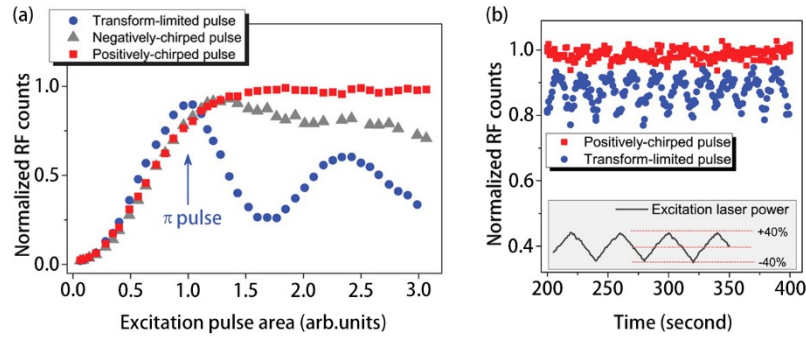 (a)
Transform-limited pulse
Negatively-chirped pulse
Positively-chirped pulse
Normalized RF counts
1.0
0.5
0.0
π pulse
0.0 0.5 1.0 1.5 2.0 2.5 3.0
Excitation pulse area (arb.units)
(b)
Normalized RF counts
1.0
0.8
0.6
0.4
Positively-chirped pulse
Transform-limited pulse
Excitation laser power
+40%
-40%
200 250 300 350 400
Time (second)